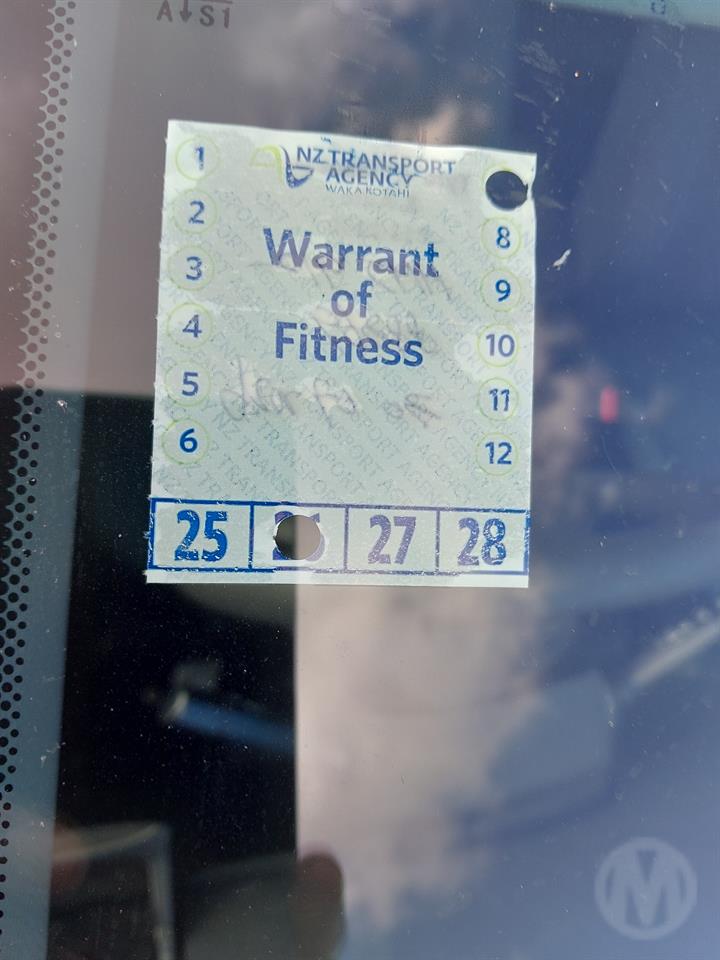 A↓S1
NZ TRANSPORT
AGENCY
WAKA KOTAHI
1
2
3
4
5
6
8
9
10
11
12
Warrant
of
Fitness
25
27
28
M